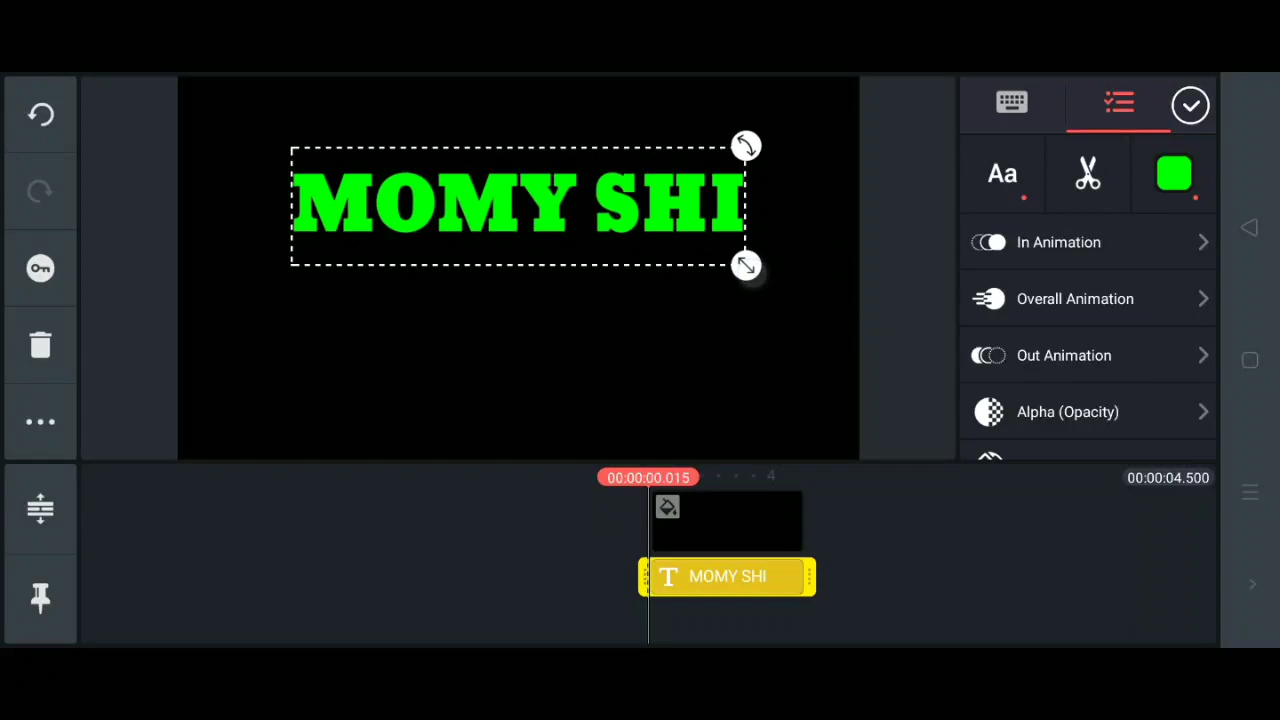 MOMY SHI
Aa
In Animation
Overall Animation
Out Animation
Alpha (Opacity)
00:00:00.015
4
00:00:04.500
T MOMY SHI